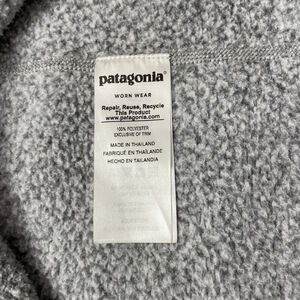 patagonia®
WORN WEAR
Repair, Reuse, Recycle
This Product
www.patagonia.com
100% POLYESTER
EXCLUSIVE OF TRIM
MADE IN THAILAND
FABRIQUÉ EN THAÏLANDE
HECHO EN TAILANDIA